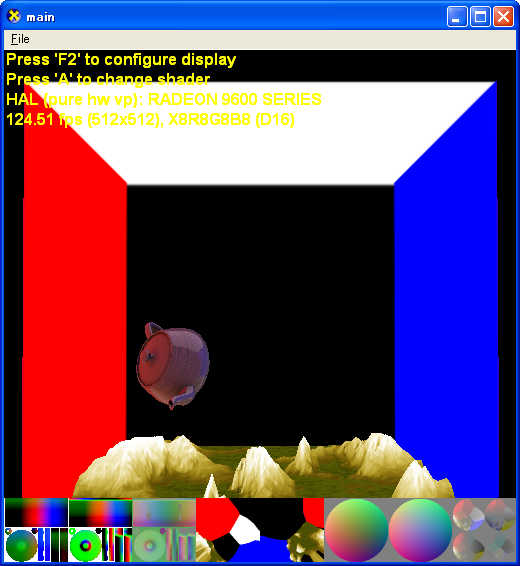 main
File
Press 'F2' to configure display
Press 'A' to change shader
HAL (pure hw vp): RADEON 9600 SERIES
124.51 fps (512x512), X8R8G8B8 (D16)